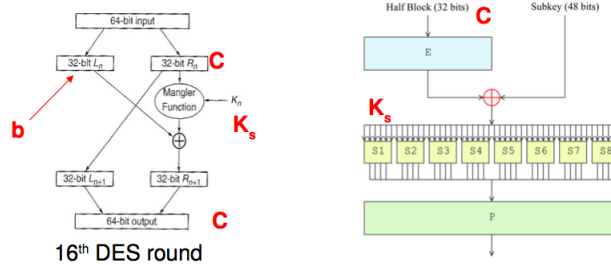 64-bit input
32-bit Lₙ
32-bit Rₙ
C
Mangler
Function
Kₙ
b
Kₛ
32-bit Lₙ₊₁
32-bit Rₙ₊₁
64-bit output
C
16th DES round
Half Block (32 bits)
C
Subkey (48 bits)
E
Kₛ
S1 S2 S3 S4 S5 S6 S7 S8
P